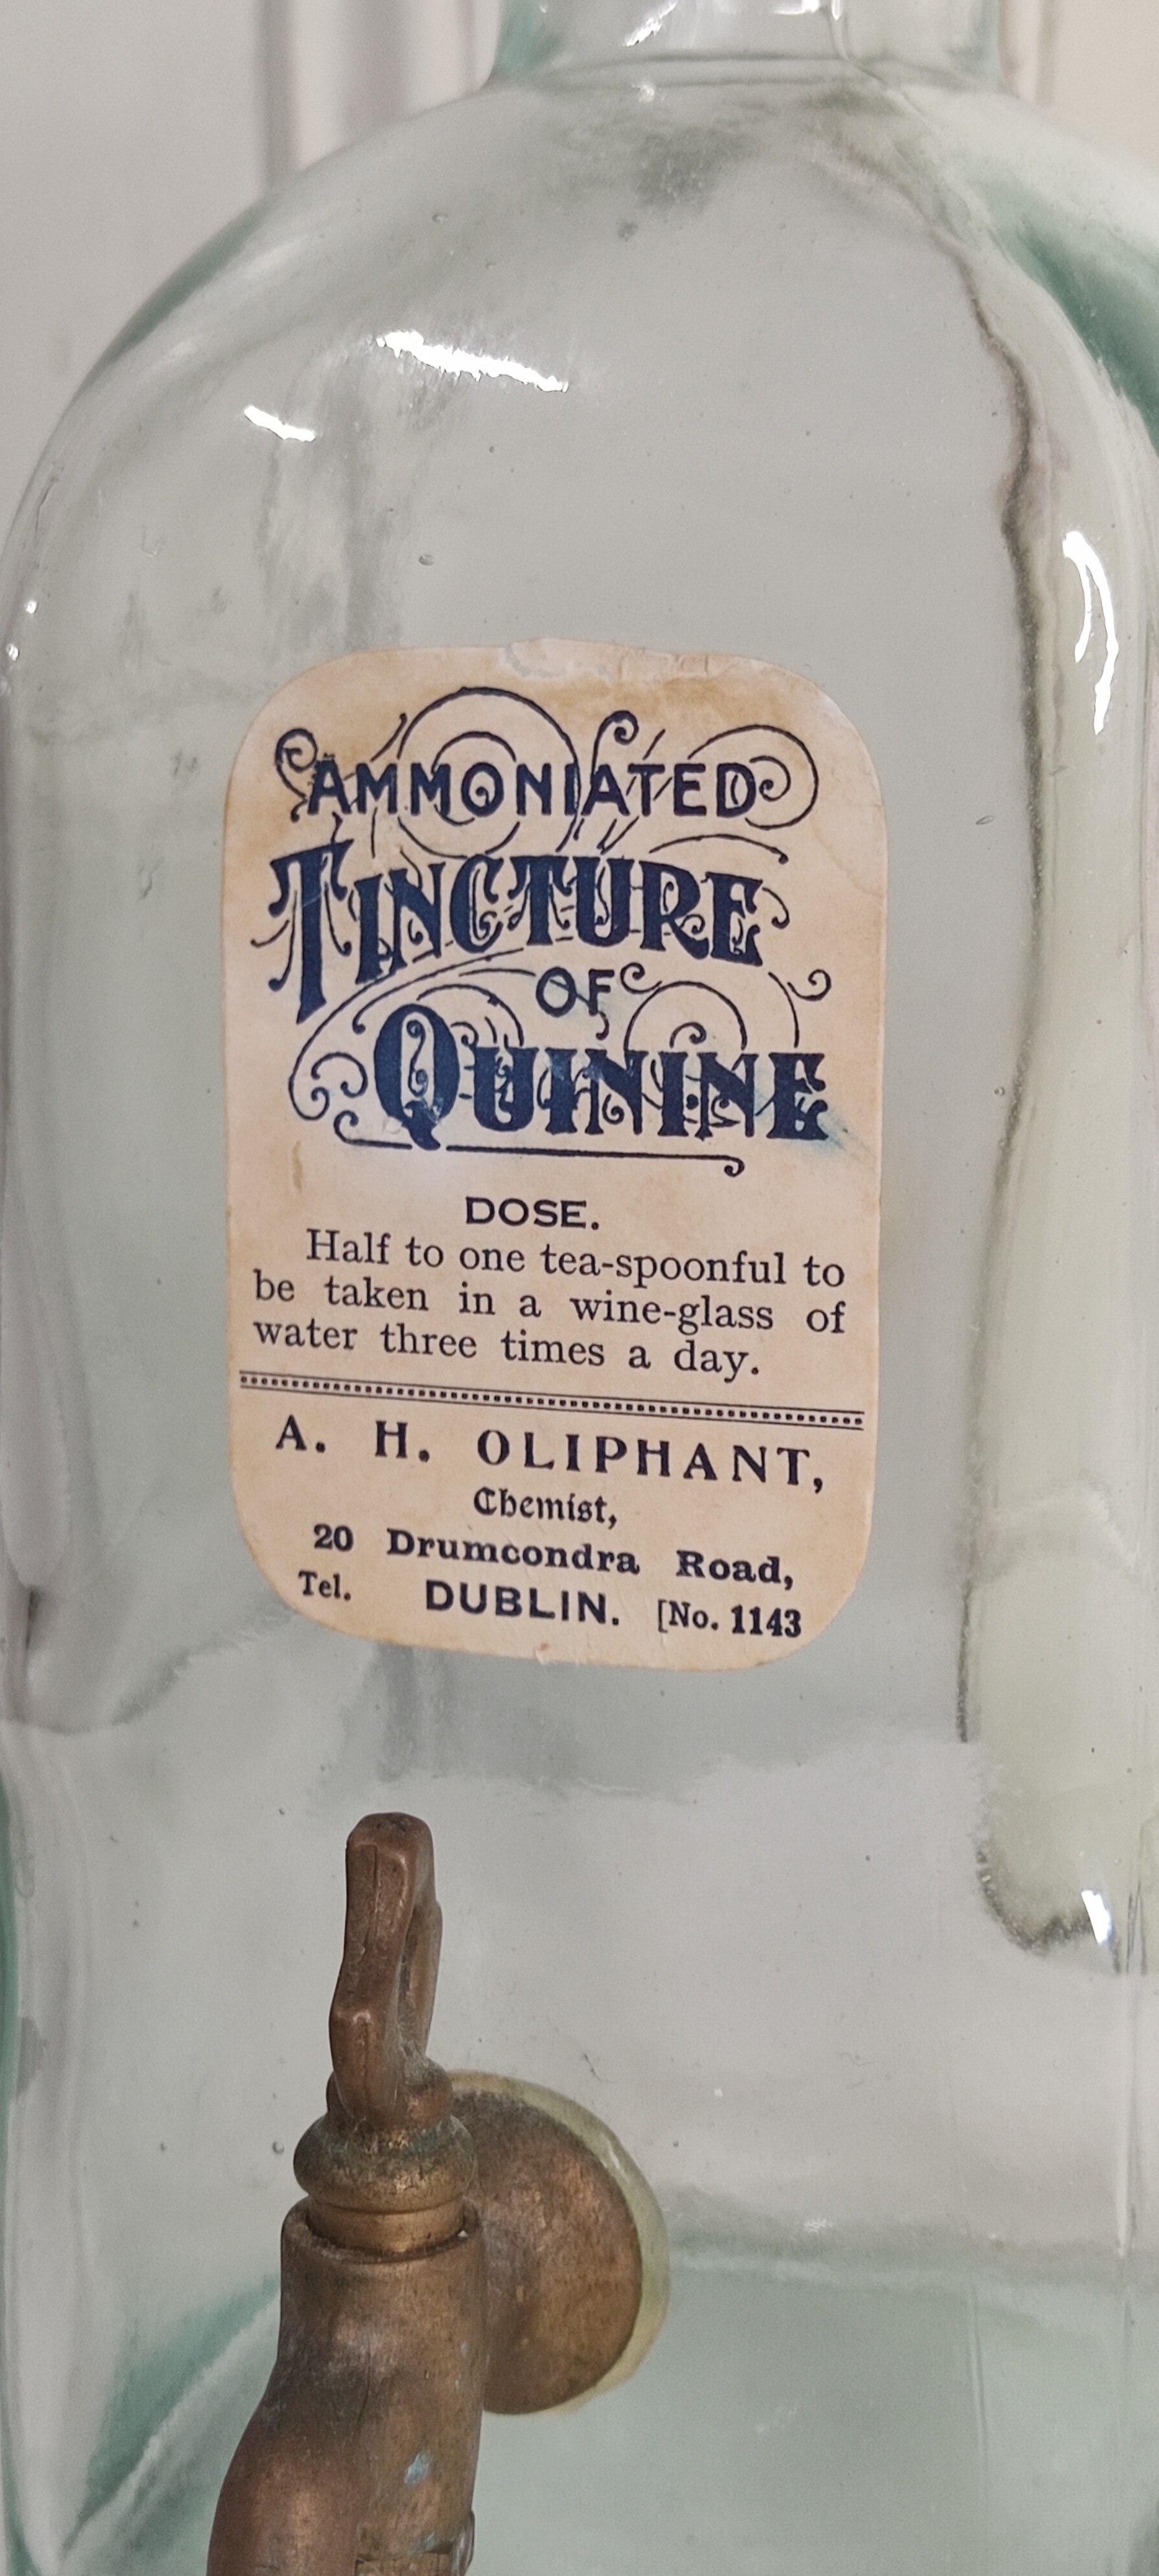 AMMONIATED
TINCTURE
OF
QUININE
DOSE.
Half to one tea-spoonful to
be taken in a wine-glass of
water three times a day.
A. H. OLIPHANT,
Chemist,
20 Drumcondra Road,
Tel. DUBLIN. [No. 1143